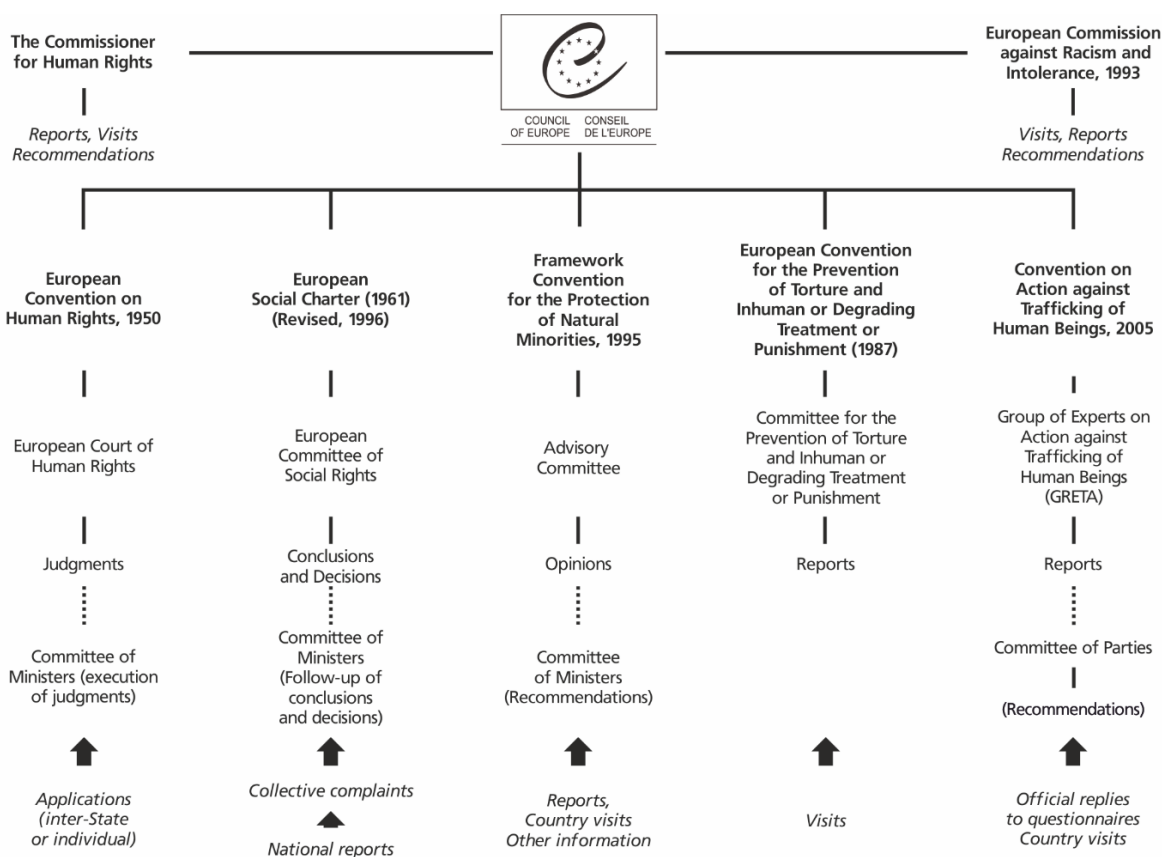 The Commissioner
for Human Rights
Reports, Visits
Recommendations
COUNCIL
OF EUROPE
CONSEIL
DE L'EUROPE
European Commission
against Racism and
Intolerance, 1993
Visits, Reports
Recommendations
European
Convention on
Human Rights, 1950
European Court of
Human Rights
Judgments
Committee of
Ministers (execution
of judgments)
Applications
(inter-State
or individual)
European
Social Charter (1961)
(Revised, 1996)
European
Committee of
Social Rights
Conclusions
and Decisions
Committee of
Ministers
(Follow-up of
conclusions
and decisions)
Collective complaints
National reports
Framework
Convention
for the Protection
of Natural
Minorities, 1995
Advisory
Committee
Opinions
Committee
of Ministers
(Recommendations)
Reports,
Country visits
Other information
European Convention
for the Prevention
of Torture and
Inhuman or Degrading
Treatment or
Punishment (1987)
Committee for the
Prevention of Torture
and Inhuman or
Degrading Treatment
or Punishment
Reports
Visits
Convention on
Action against
Trafficking of
Human Beings, 2005
Group of Experts on
Action against
Trafficking of
Human Beings
(GRETA)
Reports
Committee of Parties
(Recommendations)
Official replies
to questionnaires
Country visits